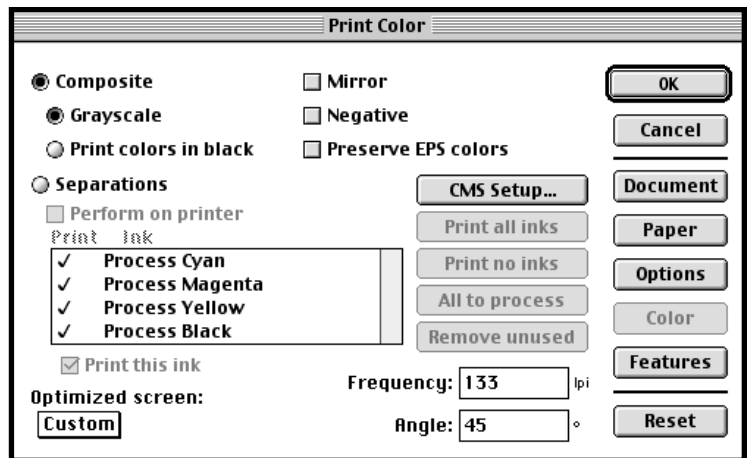 Print Color
Composite
Mirror
OK
Grayscale
Negative
Cancel
Print colors in black
Preserve EPS colors
Separations
CMS Setup...
Document
Perform on printer
Print all inks
Paper
Print Ink
Process Cyan
Process Magenta
Process Yellow
Process Black
Print no inks
Options
All to process
Color
Remove unused
Print this ink
Features
Frequency: 133 lpi
Optimized screen:
Custom
Angle: 45 °
Reset